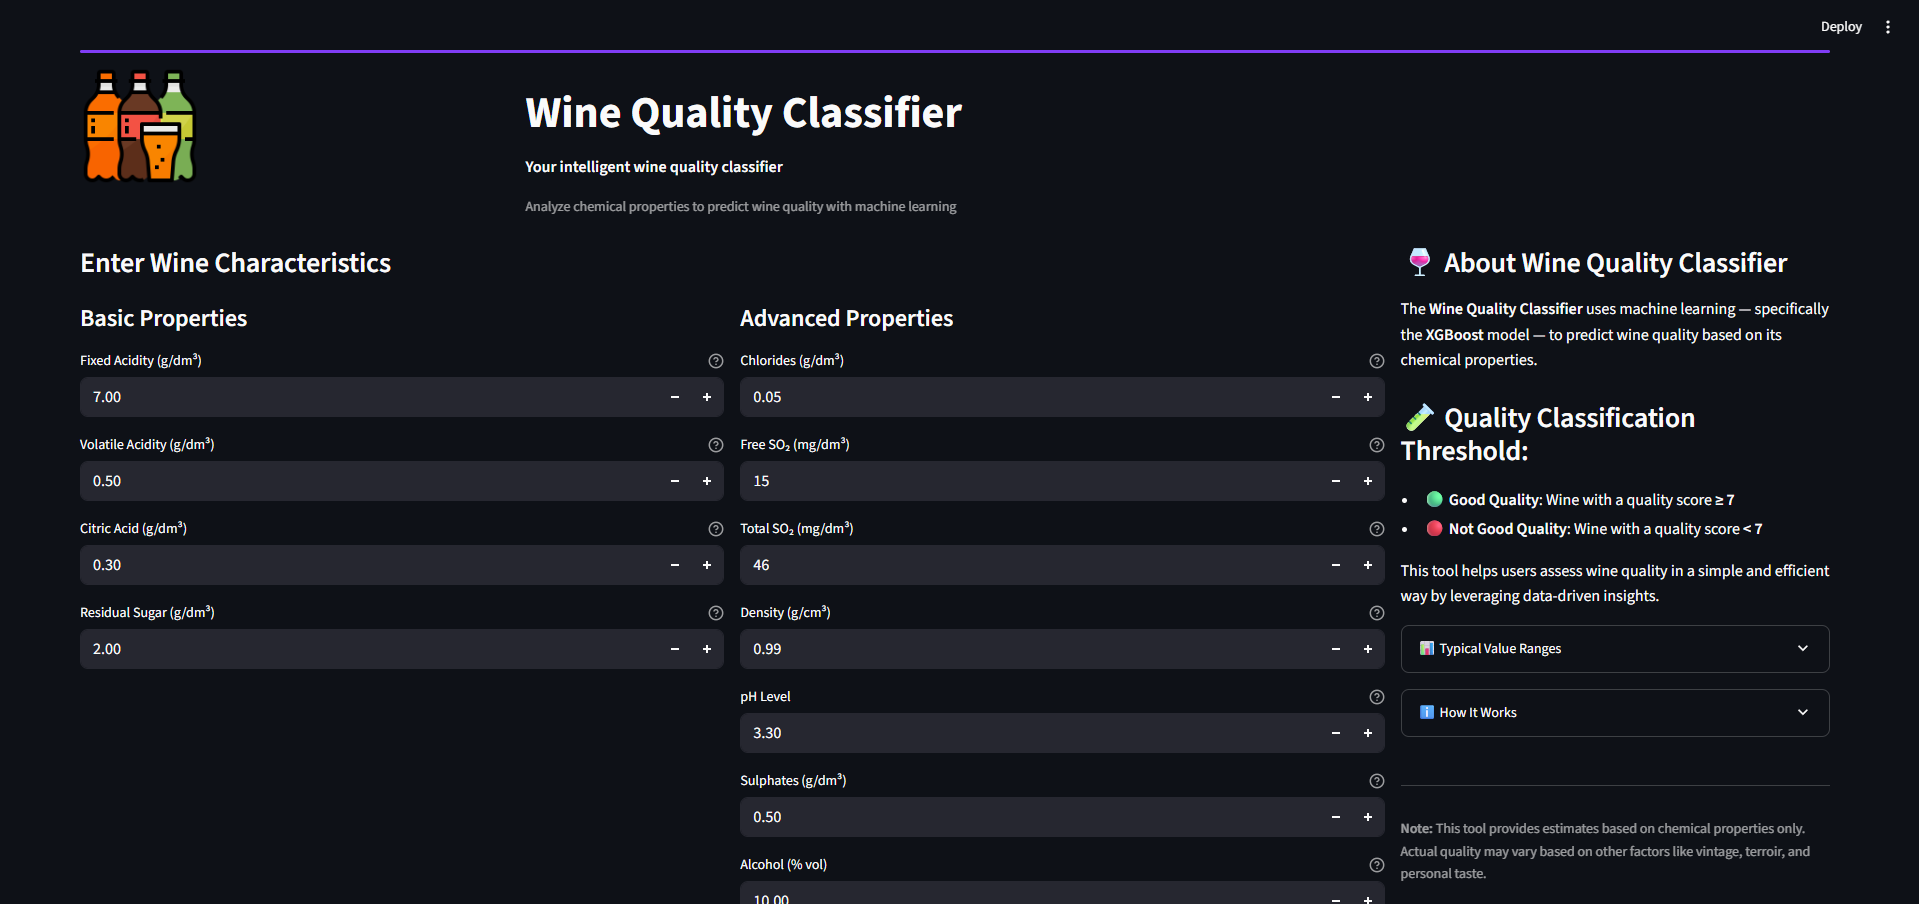 Deploy
Wine Quality Classifier
Your intelligent wine quality classifier
Analyze chemical properties to predict wine quality with machine learning
Enter Wine Characteristics
Basic Properties
Fixed Acidity (g/dm³)
7.00
Volatile Acidity (g/dm³)
0.50
Citric Acid (g/dm³)
0.30
Residual Sugar (g/dm³)
2.00
Advanced Properties
Chlorides (g/dm³)
0.05
Free SO₂ (mg/dm³)
15
Total SO₂ (mg/dm³)
46
Density (g/cm³)
0.99
pH Level
3.30
Sulphates (g/dm³)
0.50
Alcohol (% vol)
10.00
About Wine Quality Classifier
The Wine Quality Classifier uses machine learning — specifically
the XGBoost model — to predict wine quality based on its
chemical properties.
Quality Classification
Threshold:
• Good Quality: Wine with a quality score ≥ 7
• Not Good Quality: Wine with a quality score < 7
This tool helps users assess wine quality in a simple and efficient
way by leveraging data-driven insights.
Typical Value Ranges
How It Works
Note: This tool provides estimates based on chemical properties only.
Actual quality may vary based on other factors like vintage, terroir, and
personal taste.